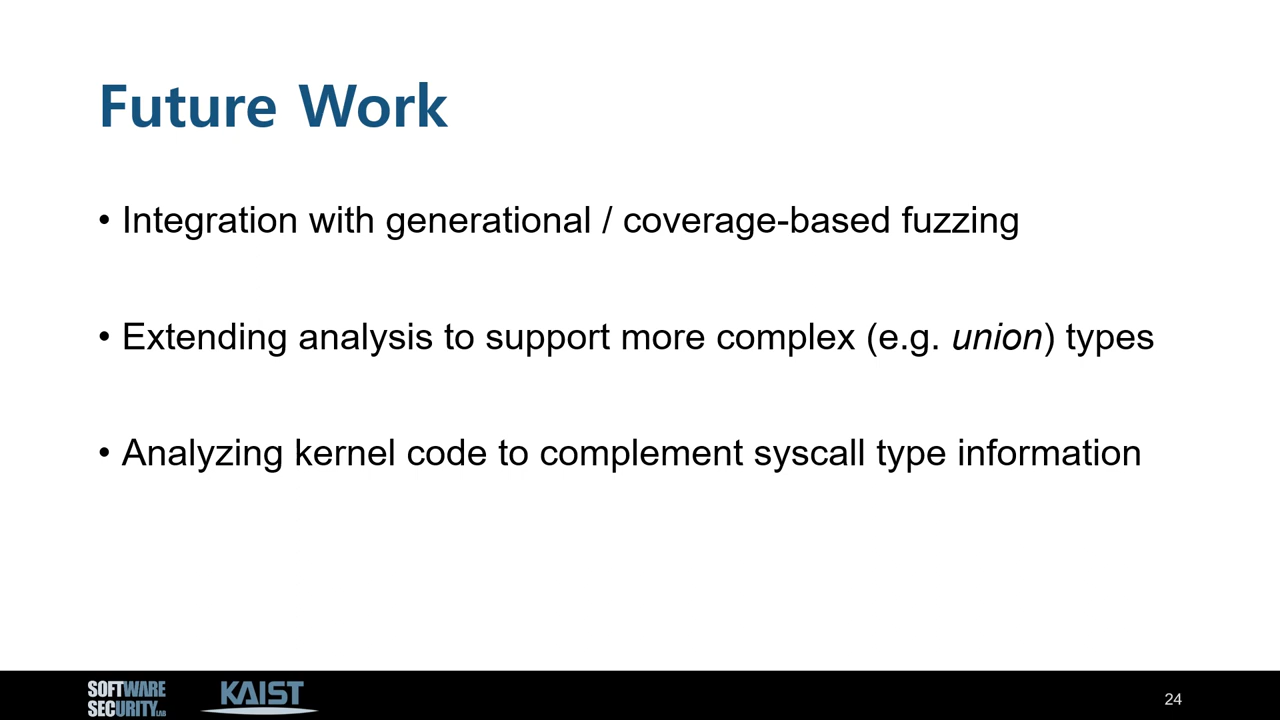 Future Work
• Integration with generational / coverage-based fuzzing
• Extending analysis to support more complex (e.g. union) types
• Analyzing kernel code to complement syscall type information
SOFTWARE
SECURITY LAB
KAIST
24